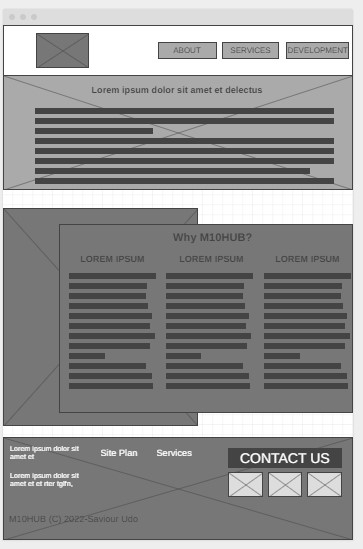 ABOUT
SERVICES
DEVELOPMENT
Lorem ipsum dolor sit amet et delectus
Why M10HUB?
LOREM IPSUM
LOREM IPSUM
LOREM IPSUM
Lorem ipsum dolor sit
amet et
Site Plan
Services
CONTACT US
Lorem ipsum dolor sit
amet et et rtor tgifn,
M10HUB (C) 2022-Saviour Udo